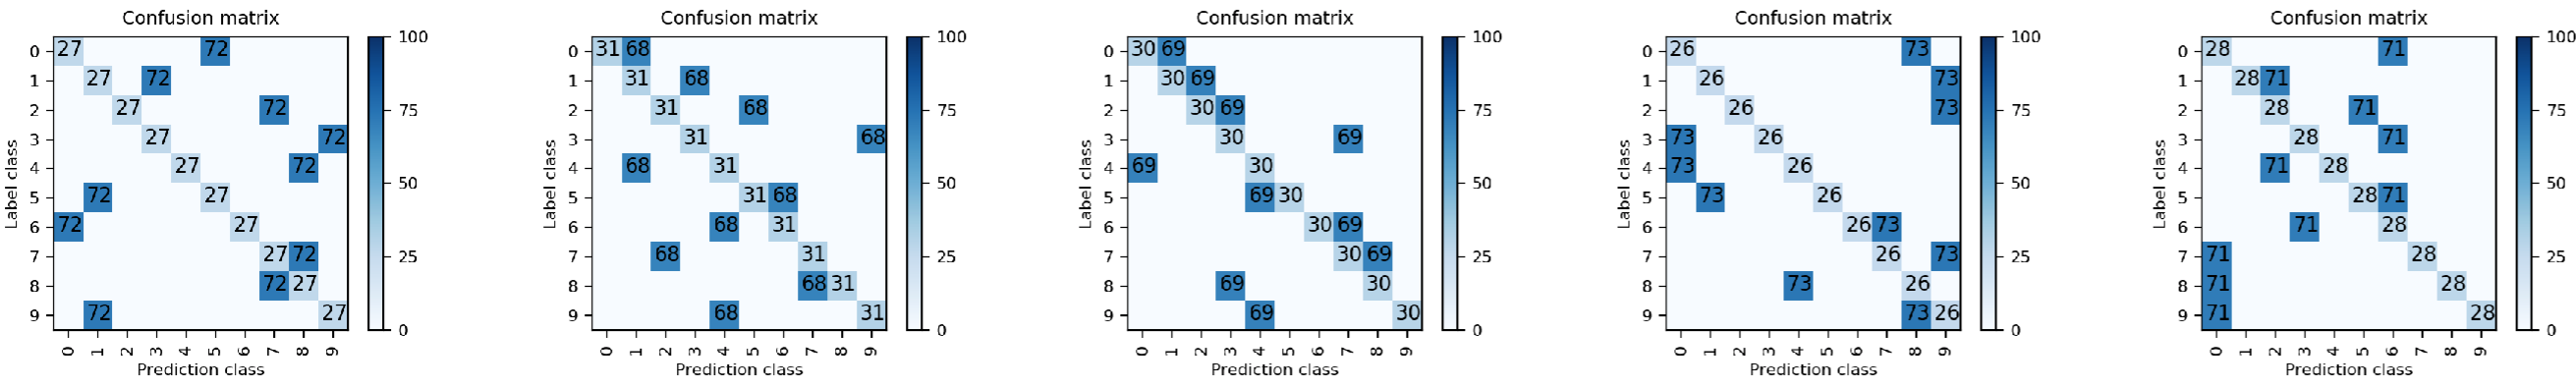 Confusion matrix
Label class
0 27 72 100
1 27 72
2 27 72 75
3 27 72
4 27 72
50
5 72 27
6 72 27
7 27 72 25
8 72 27
9 72 27
0
0 1 2 3 4 5 6 7 8 9
Prediction class
Confusion matrix
Label class
0 31 68 100
1 31 68
2 31 68 75
3 31 68
4 68 31
50
5 31 68
6 68 31
7 68 31 25
8 68 31
9 68 31
0
0 1 2 3 4 5 6 7 8 9
Prediction class
Confusion matrix
Label class
0 30 69 100
1 30 69
2 30 69 75
3 30 69
4 69 30
50
5 69 30
6 30 69
7 30 69 25
8 69 30
9 69 30
0
0 1 2 3 4 5 6 7 8 9
Prediction class
Confusion matrix
Label class
0 26 73 100
1 26 73
2 26 73 75
3 73 26
4 73 26
50
5 73 26
6 26 73
7 26 73 25
8 73 26
9 73 26
0
0 1 2 3 4 5 6 7 8 9
Prediction class
Confusion matrix
Label class
0 28 71 100
1 28 71
2 28 71 75
3 28 71
4 71 28
50
5 28 71
6 71 28
7 71 28 25
8 71 28
9 71 28
0
0 1 2 3 4 5 6 7 8 9
Prediction class